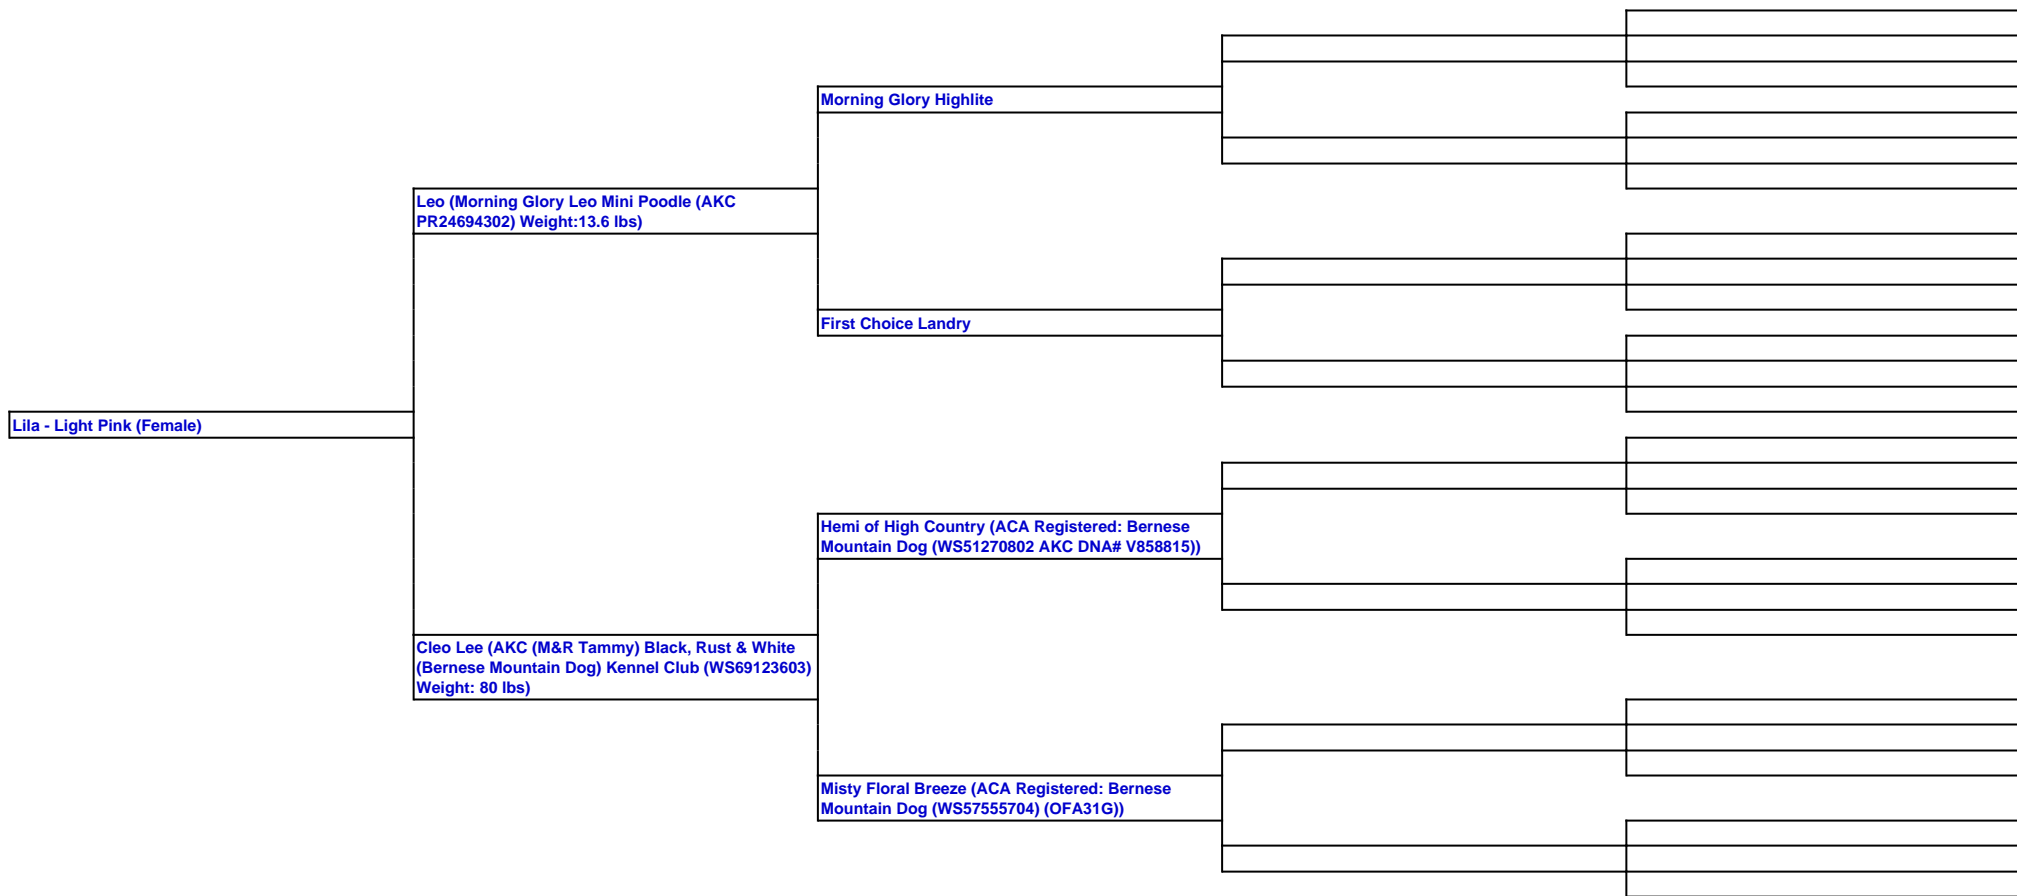 Morning Glory Highlite
Leo (Morning Glory Leo Mini Poodle (AKC
PR24694302) Weight:13.6 lbs)
First Choice Landry
Lila - Light Pink (Female)
Hemi of High Country (ACA Registered: Bernese
Mountain Dog (WS51270802 AKC DNA# V858815))
Cleo Lee (AKC (M&R Tammy) Black, Rust & White
(Bernese Mountain Dog) Kennel Club (WS69123603)
Weight: 80 lbs)
Misty Floral Breeze (ACA Registered: Bernese
Mountain Dog (WS57555704) (OFA31G))